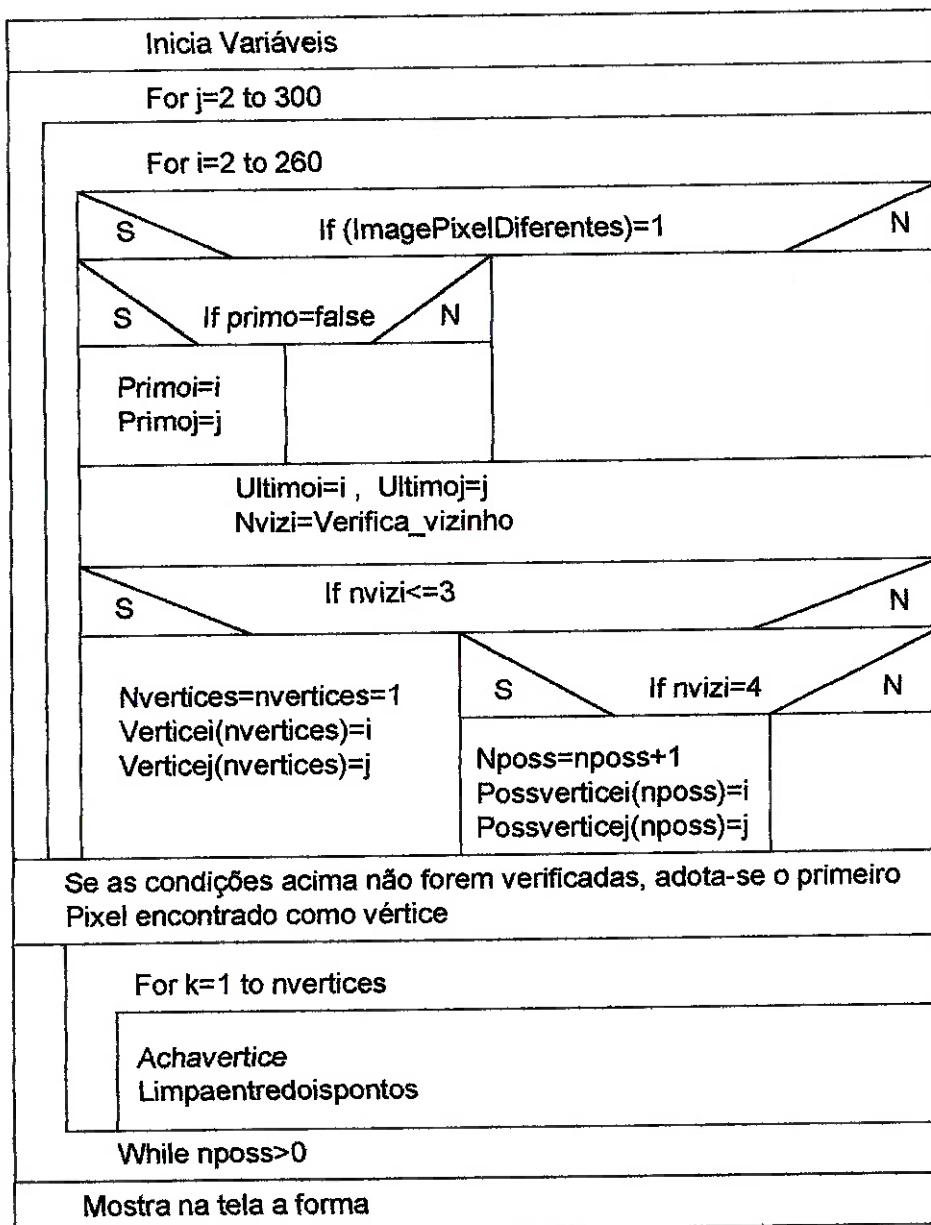 Inicia Variáveis
For j=2 to 300
For i=2 to 260
S If (ImagePixelDiferentes)=1 N
S If primo=false N
Primoi=i
Primoj=j
Ultimoi=i , Ultimoj=j
Nvizi=Verifica_vizinho
If nvizi<=3
S N
S If nvizi=4 N
Nvertices=nvertices=1
Verticei(nvertices)=i
Verticej(nvertices)=j
Nposs=nposs+1
Possverticei(nposs)=i
Possverticej(nposs)=j
Se as condições acima não forem verificadas, adota-se o primeiro
Pixel encontrado como vértice
For k=1 to nvertices
Achavertice
Limpaentredoispontos
While nposs>0
Mostra na tela a forma